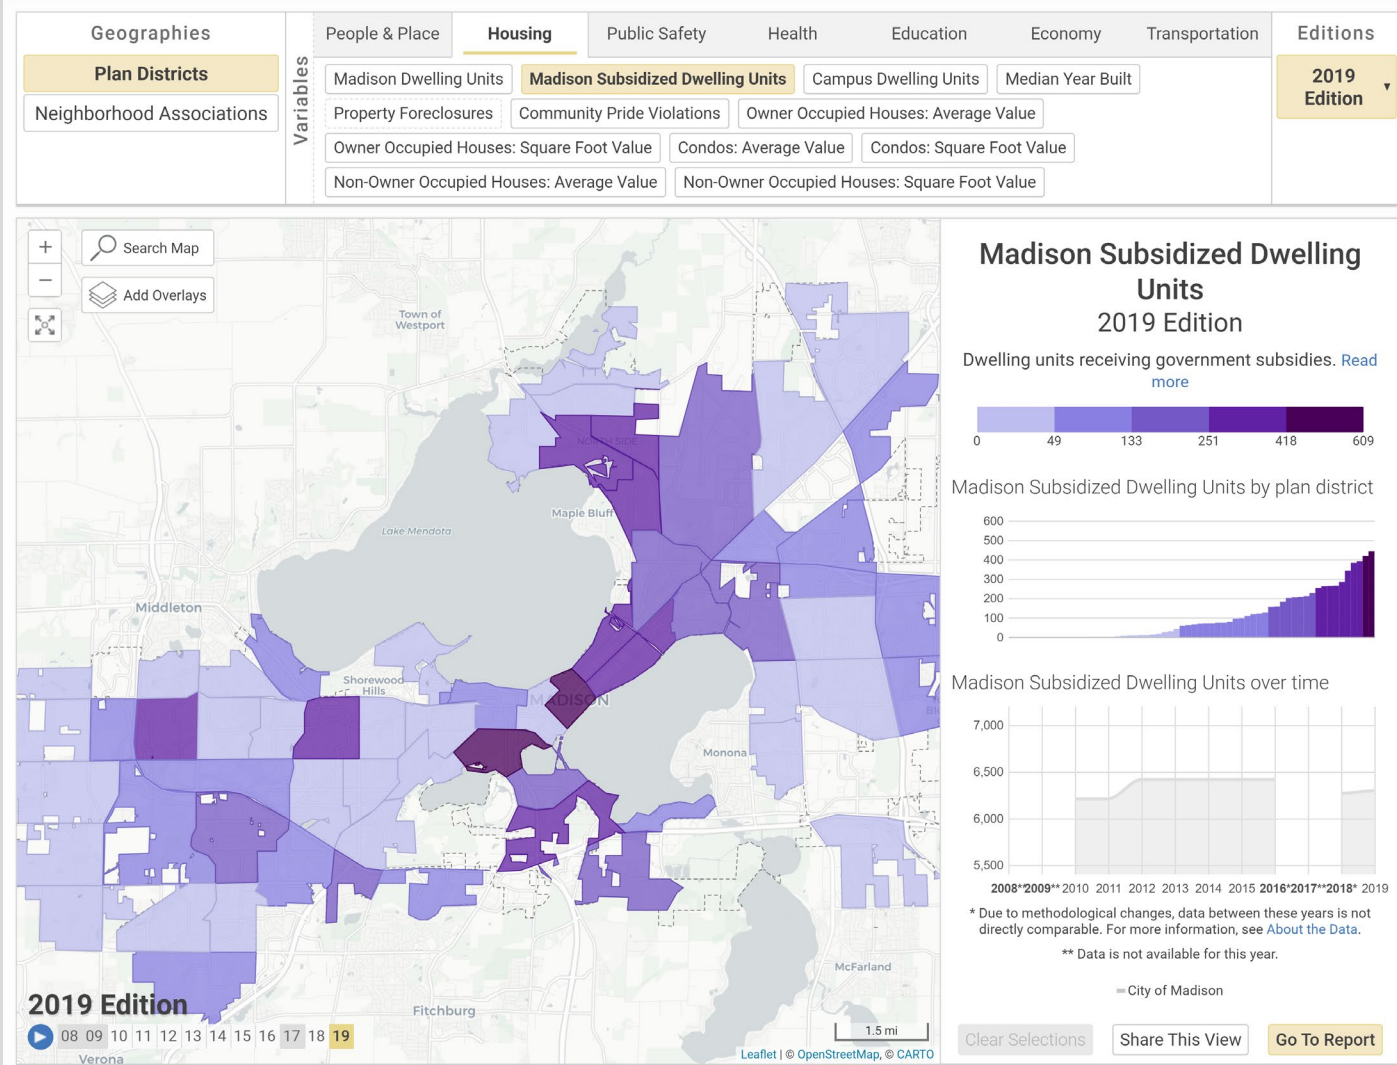 Geographies
Plan Districts
Neighborhood Associations
Variables
People & Place Housing Public Safety Health Education Economy Transportation
Madison Dwelling Units Madison Subsidized Dwelling Units Campus Dwelling Units Median Year Built
Property Foreclosures Community Pride Violations Owner Occupied Houses: Average Value
Owner Occupied Houses: Square Foot Value Condos: Average Value Condos: Square Foot Value
Non-Owner Occupied Houses: Average Value Non-Owner Occupied Houses: Square Foot Value
Editions
2019
Edition
+
−
Search Map
Add Overlays
Town of
Westport
NORTH SIDE
Maple Bluff
Lake Mendota
Middleton
Shorewood
Hills
MADISON
Monona
McFarland
Fitchburg
Verona
2019 Edition
08 09 10 11 12 13 14 15 16 17 18 19
1.5 mi
Leaflet | © OpenStreetMap, © CARTO
Madison Subsidized Dwelling
Units
2019 Edition
Dwelling units receiving government subsidies. Read
more
0 49 133 251 418 609
Madison Subsidized Dwelling Units by plan district
600
500
400
300
200
100
0
Madison Subsidized Dwelling Units over time
7,000
6,500
6,000
5,500
2008** 2009** 2010 2011 2012 2013 2014 2015 2016* 2017** 2018* 2019
* Due to methodological changes, data between these years is not
directly comparable. For more information, see About the Data.
** Data is not available for this year.
City of Madison
Clear Selections Share This View Go To Report